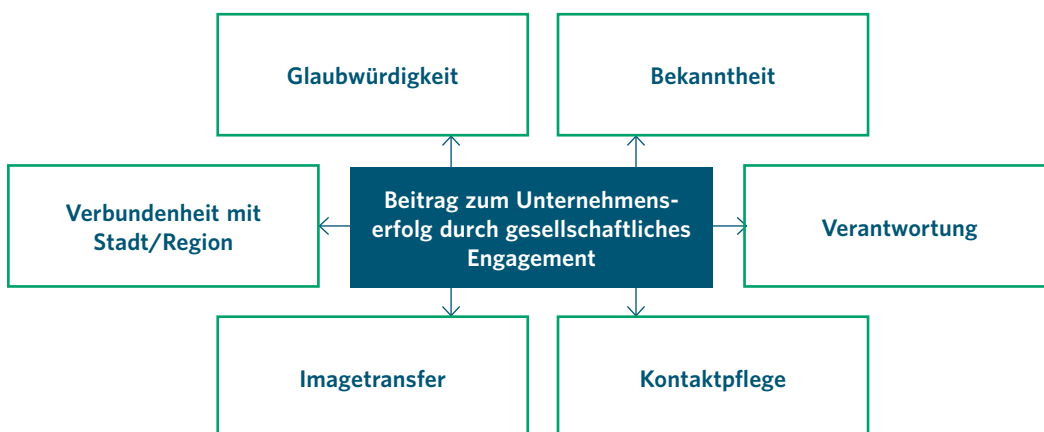 Glaubwürdigkeit
Bekanntheit
Verbundenheit mit
Stadt/Region
Beitrag zum Unternehmens-
erfolg durch gesellschaftliches
Engagement
Verantwortung
Imagetransfer
Kontaktpflege